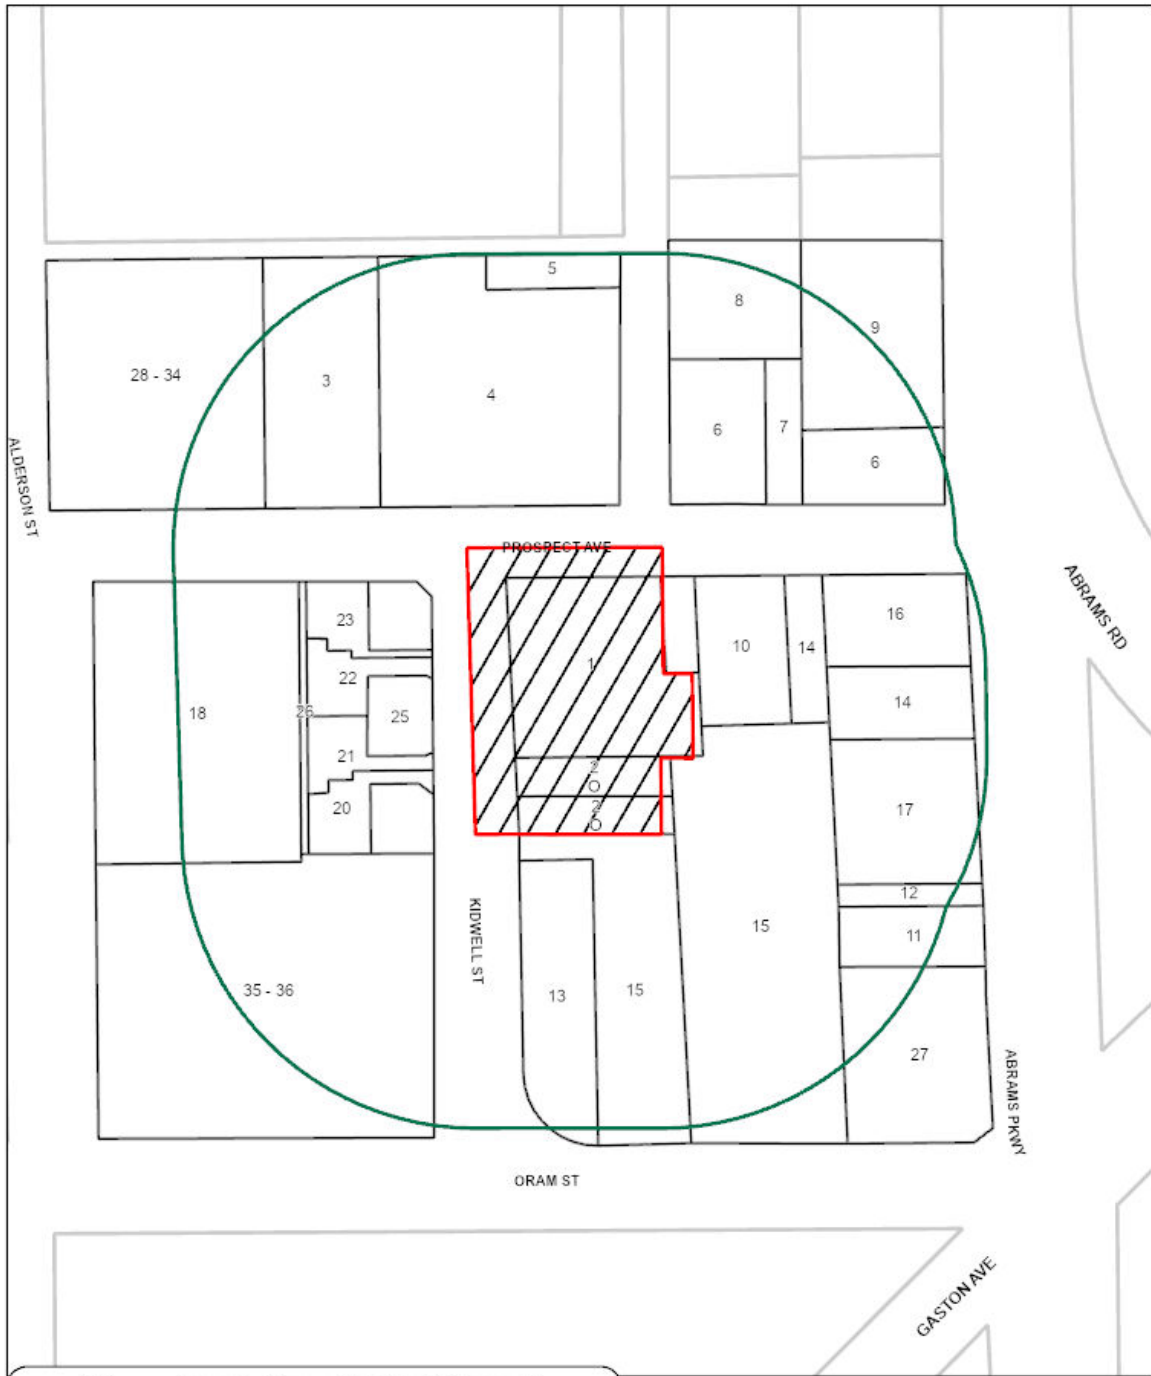 5
8
9
28 - 34
3
4
6
7
6
ALDERSON ST
PROSPECT AVE
ABRAMS RD
23
16
10
14
1
22
26
18
25
14
21
2
O
20
2
O
17
12
KIDWELL ST
15
11
35 - 36
13
15
27
ABRAMS PKWY
ORAM ST
GASTON AVE